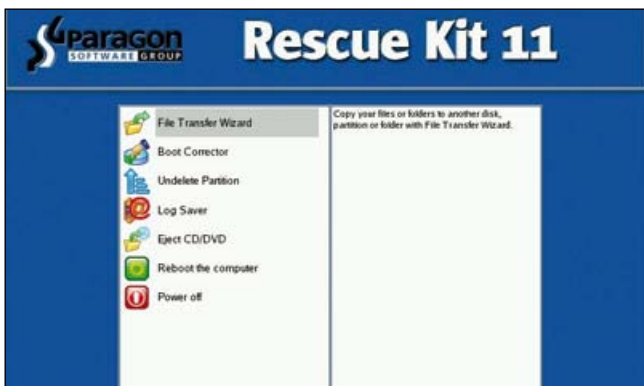 Paragon
SOFTWARE GROUP
Rescue Kit 11
File Transfer Wizard
Boot Corrector
Undelete Partition
Log Saver
Eject CD/DVD
Reboot the computer
Power off
Copy your files or folders to another disk,
partition or folder with File Transfer Wizard.